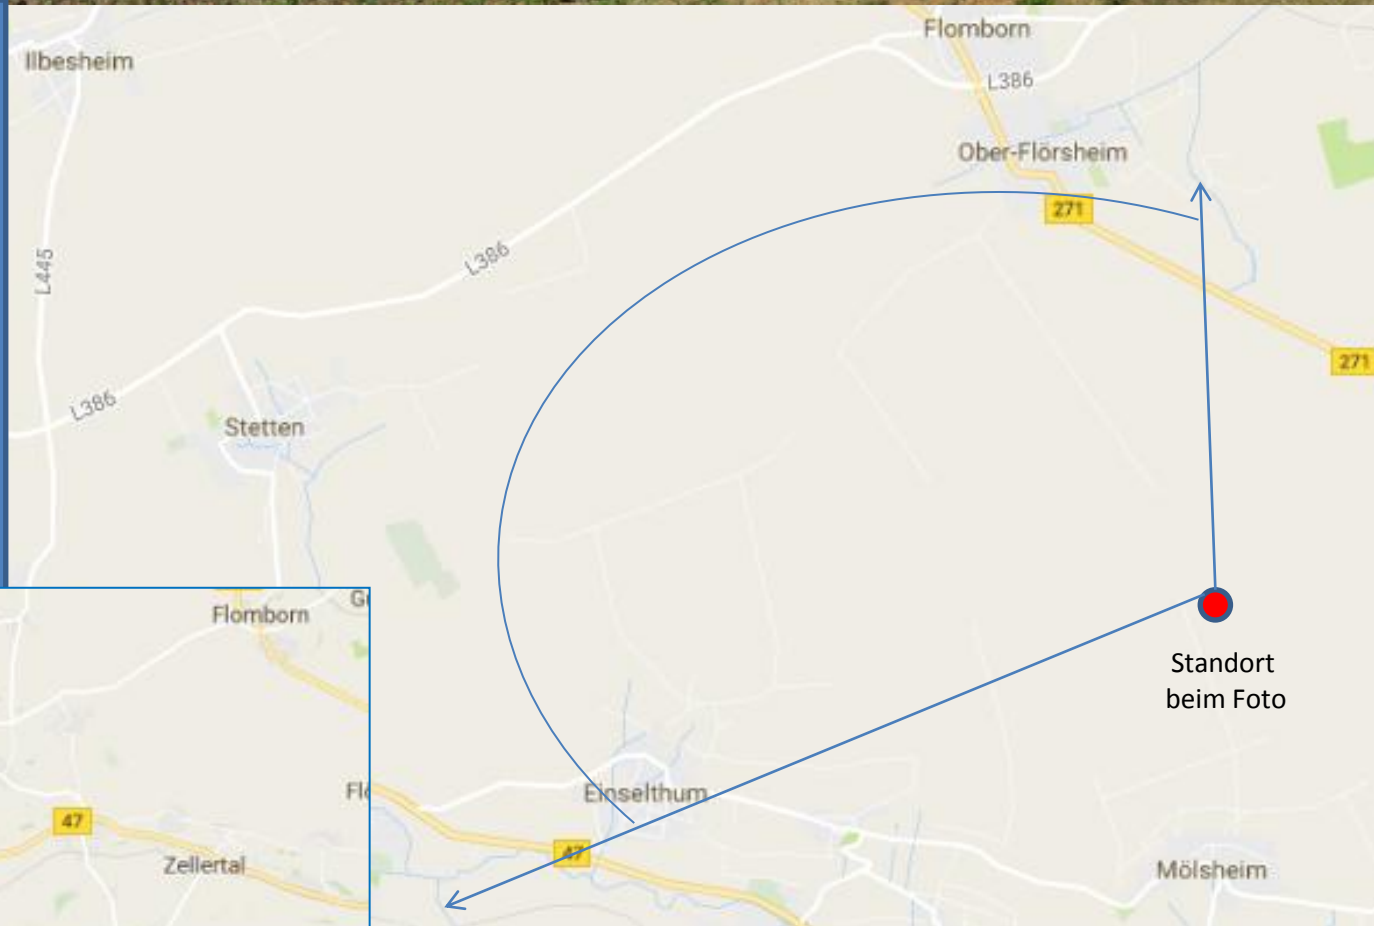 Flomborn
Ilbesheim
L386
Ober-Flörsheim
271
L445
L386
271
L386
Stetten
Flomborn
Standort
beim Foto
Einselthum
47
47
Zellertal
Mölsheim